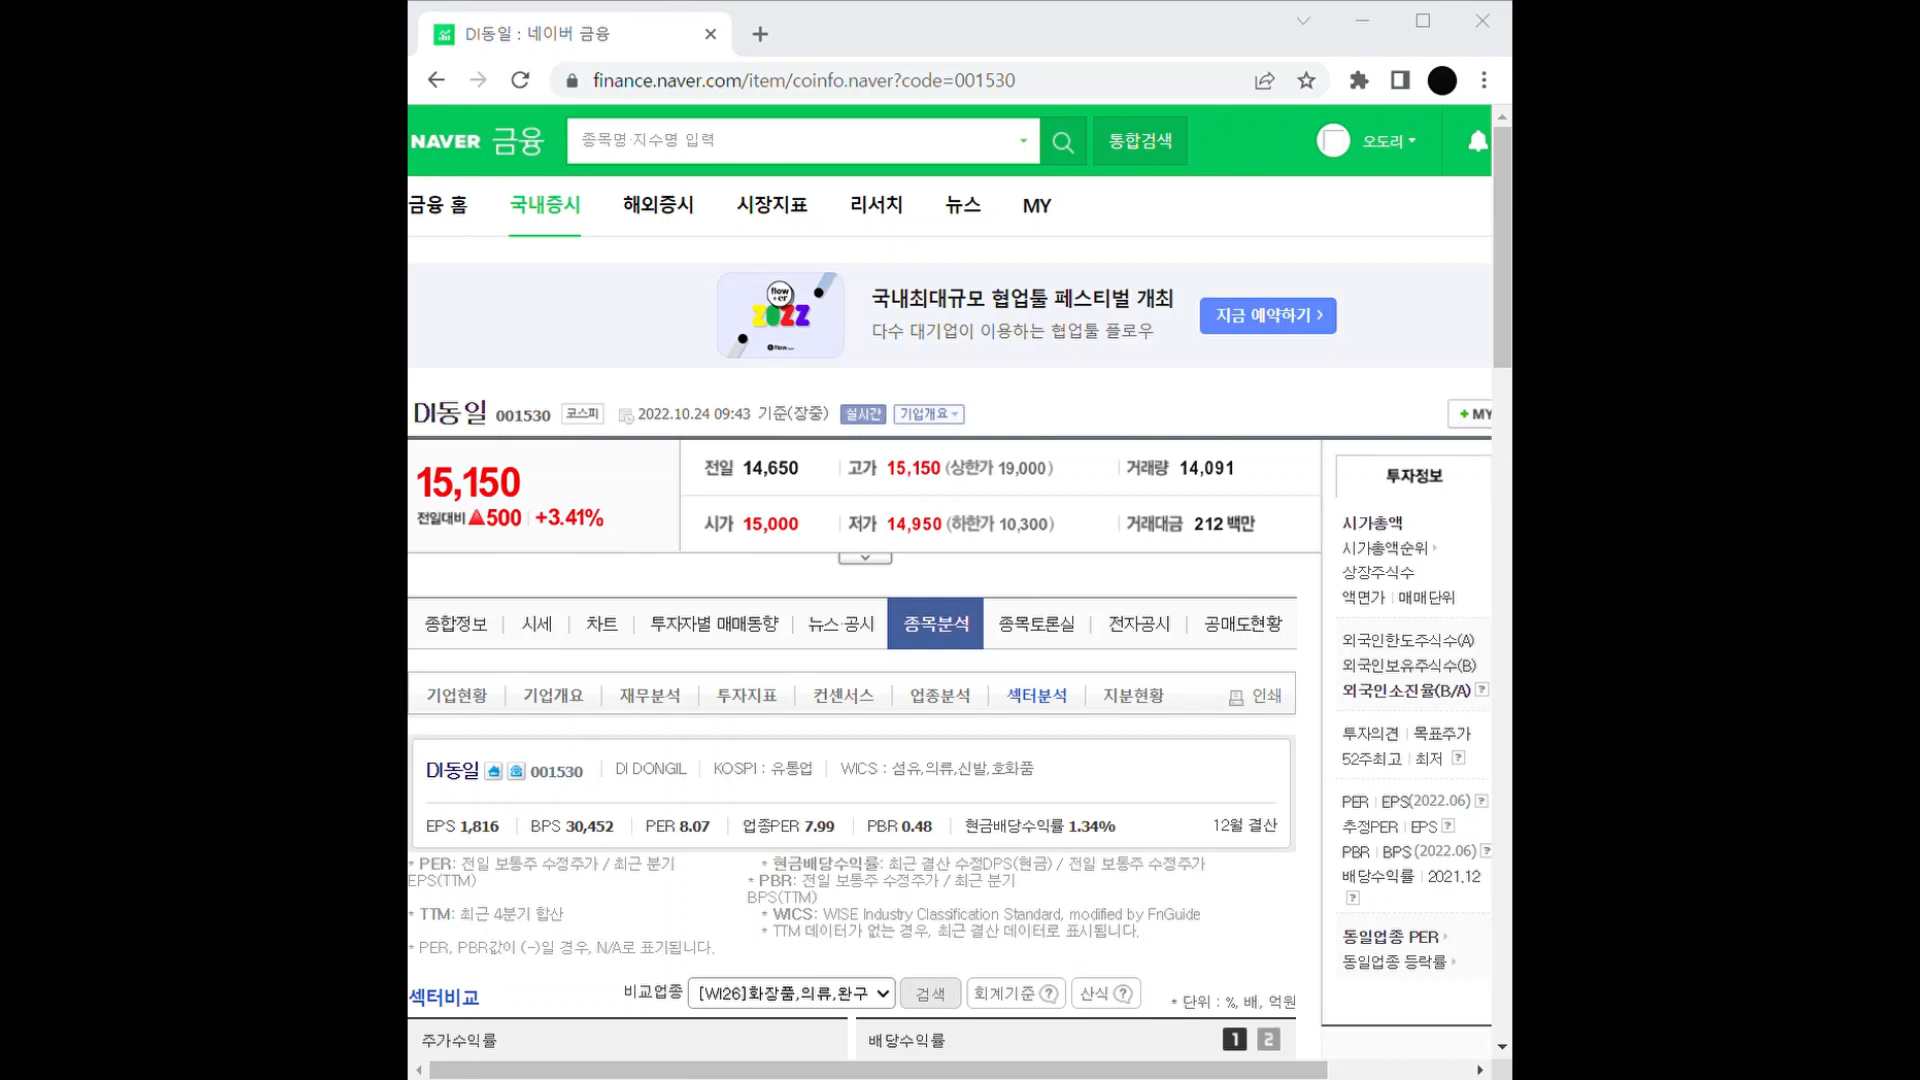 DI동일 : 네이버 금융
finance.naver.com/item/coinfo.naver?code=001530
NAVER 금융 종목명·지수명 입력 통합검색 오도리
금융 홈 국내증시 해외증시 시장지표 리서치 뉴스 MY
flow
2022
국내최대규모 협업툴 페스티벌 개최
다수 대기업이 이용하는 협업툴 플로우
지금 예약하기 >
DI동일 001530 코스피 2022.10.24 09:43 기준(장중) 실시간 기업개요 + MY
15,150
전일대비 ▲500 +3.41%
전일 14,650 고가 15,150 (상한가 19,000) 거래량 14,091
시가 15,000 저가 14,950 (하한가 10,300) 거래대금 212 백만
종합정보 시세 차트 투자자별 매매동향 뉴스·공시 종목분석 종목토론실 전자공시 공매도현황
기업현황 기업개요 재무분석 투자지표 컨센서스 업종분석 섹터분석 지분현황 인쇄
DI동일 001530 DI DONGIL KOSPI : 유통업 WICS : 섬유,의류,신발,호화품
EPS 1,816 BPS 30,452 PER 8.07 업종PER 7.99 PBR 0.48 현금배당수익률 1.34% 12월 결산
* PER: 전일 보통주 수정주가 / 최근 분기
EPS(TTM)
* TTM: 최근 4분기 합산
* PER, PBR값이 (-)일 경우, N/A로 표기됩니다.
* 현금배당수익률: 최근 결산 수정DPS(현금) / 전일 보통주 수정주가
* PBR: 전일 보통주 수정주가 / 최근 분기
BPS(TTM)
* WICS: WISE Industry Classification Standard, modified by FnGuide
* TTM 데이터가 없는 경우, 최근 결산 데이터로 표시됩니다.
섹터비교 비교업종 [WI26]화장품,의류,완구 검색 회계기준 ? 산식 ? * 단위 : %, 배, 억원
주가수익률 배당수익률 1 2
투자정보
시가총액
시가총액순위
상장주식수
액면가 매매단위
외국인한도주식수(A)
외국인보유주식수(B)
외국인소진율(B/A) ?
투자의견 목표주가
52주최고 최저 ?
PER EPS(2022.06) ?
추정PER EPS ?
PBR BPS (2022.06) ?
배당수익률 2021.12
?
동일업종 PER
동일업종 등락률